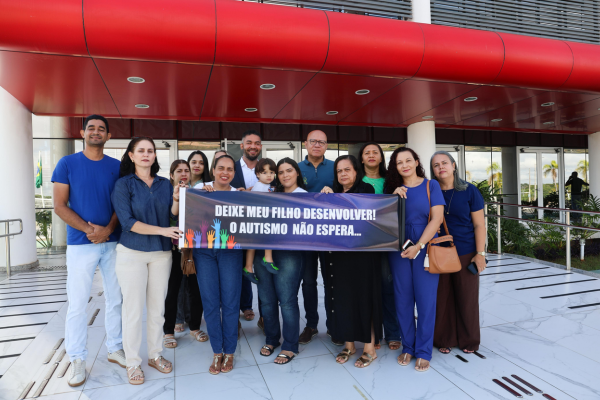 DEIXE MEU FILHO DESENVOLVER!
O AUTISMO NÃO ESPERA...